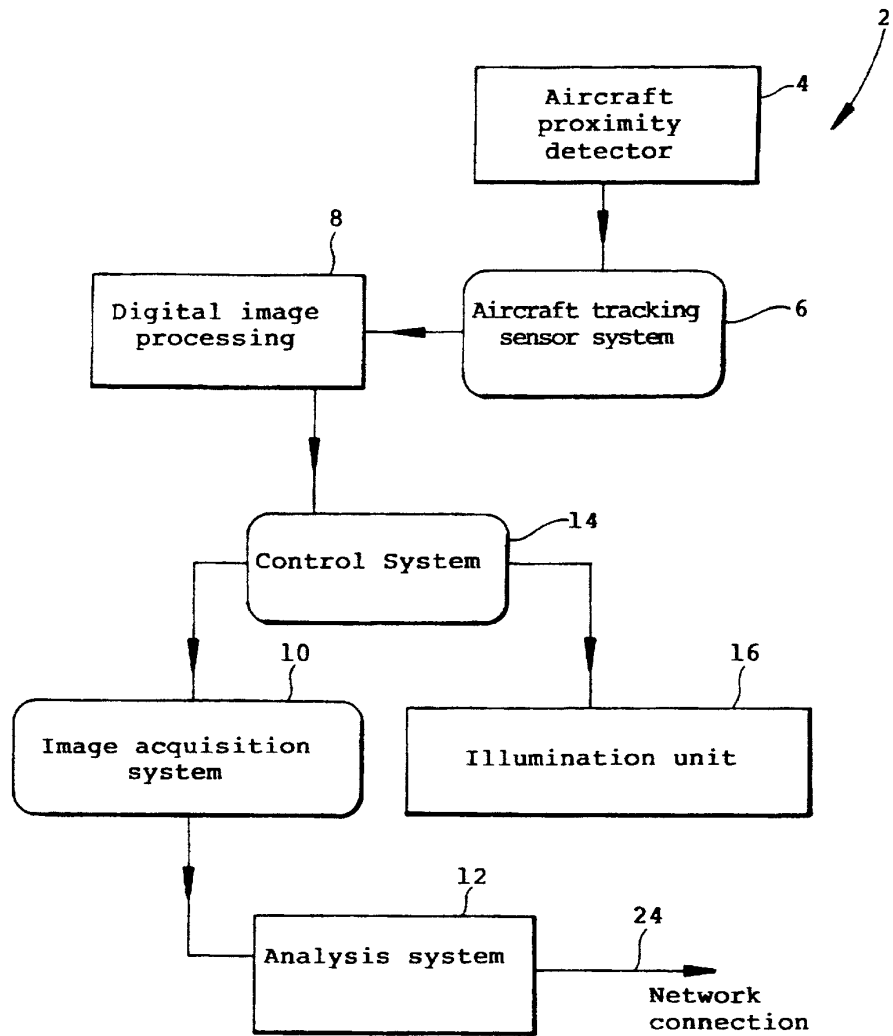 2
Aircraft
proximity
detector
4
8
Digital image
processing
Aircraft tracking
sensor system
6
Control System
14
10
Image acquisition
system
16
Illumination unit
12
Analysis system
24
Network
connection